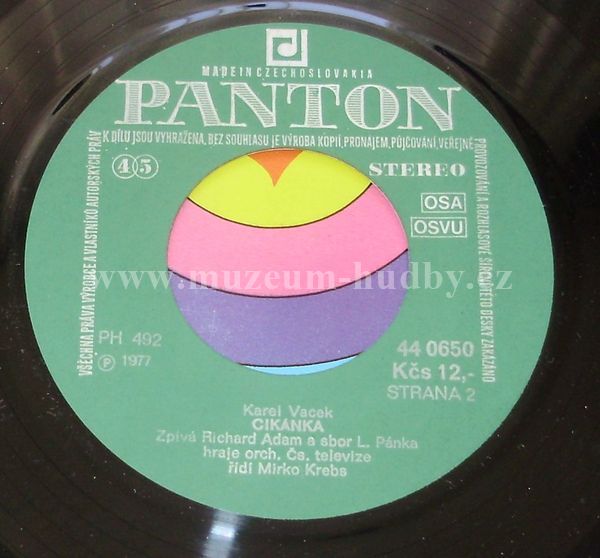 MADE IN CZECHOSLOVAKIA
PANTON
VŠECHNA PRÁVA VÝROBCE A VLASTNÍKŮ AUTORSKÝCH PRÁV
K DÍLU JSOU VYHRAŽENA, BEZ SOUHLASU JE VÝROBA KOPIÍ, PRONÁJEM, PŮJČOVÁNÍ, VEŘEJNÉ
PROVOZOVÁNÍ A ROZHLASOVÉ ŠÍŘENÍ TÉTO DESKY ZAKÁZÁNO
45
STEREO
OSA
OSVU
www.muzeum-hudby.cz
PH 492
Ⓟ 1977
44 0650
Kčs 12,-
STRANA 2
Karel Vacek
CIKÁNKA
Zpívá Richard Adam a sbor L. Pánka
hraje orch. Čs. televize
řídí Mirko Krebs